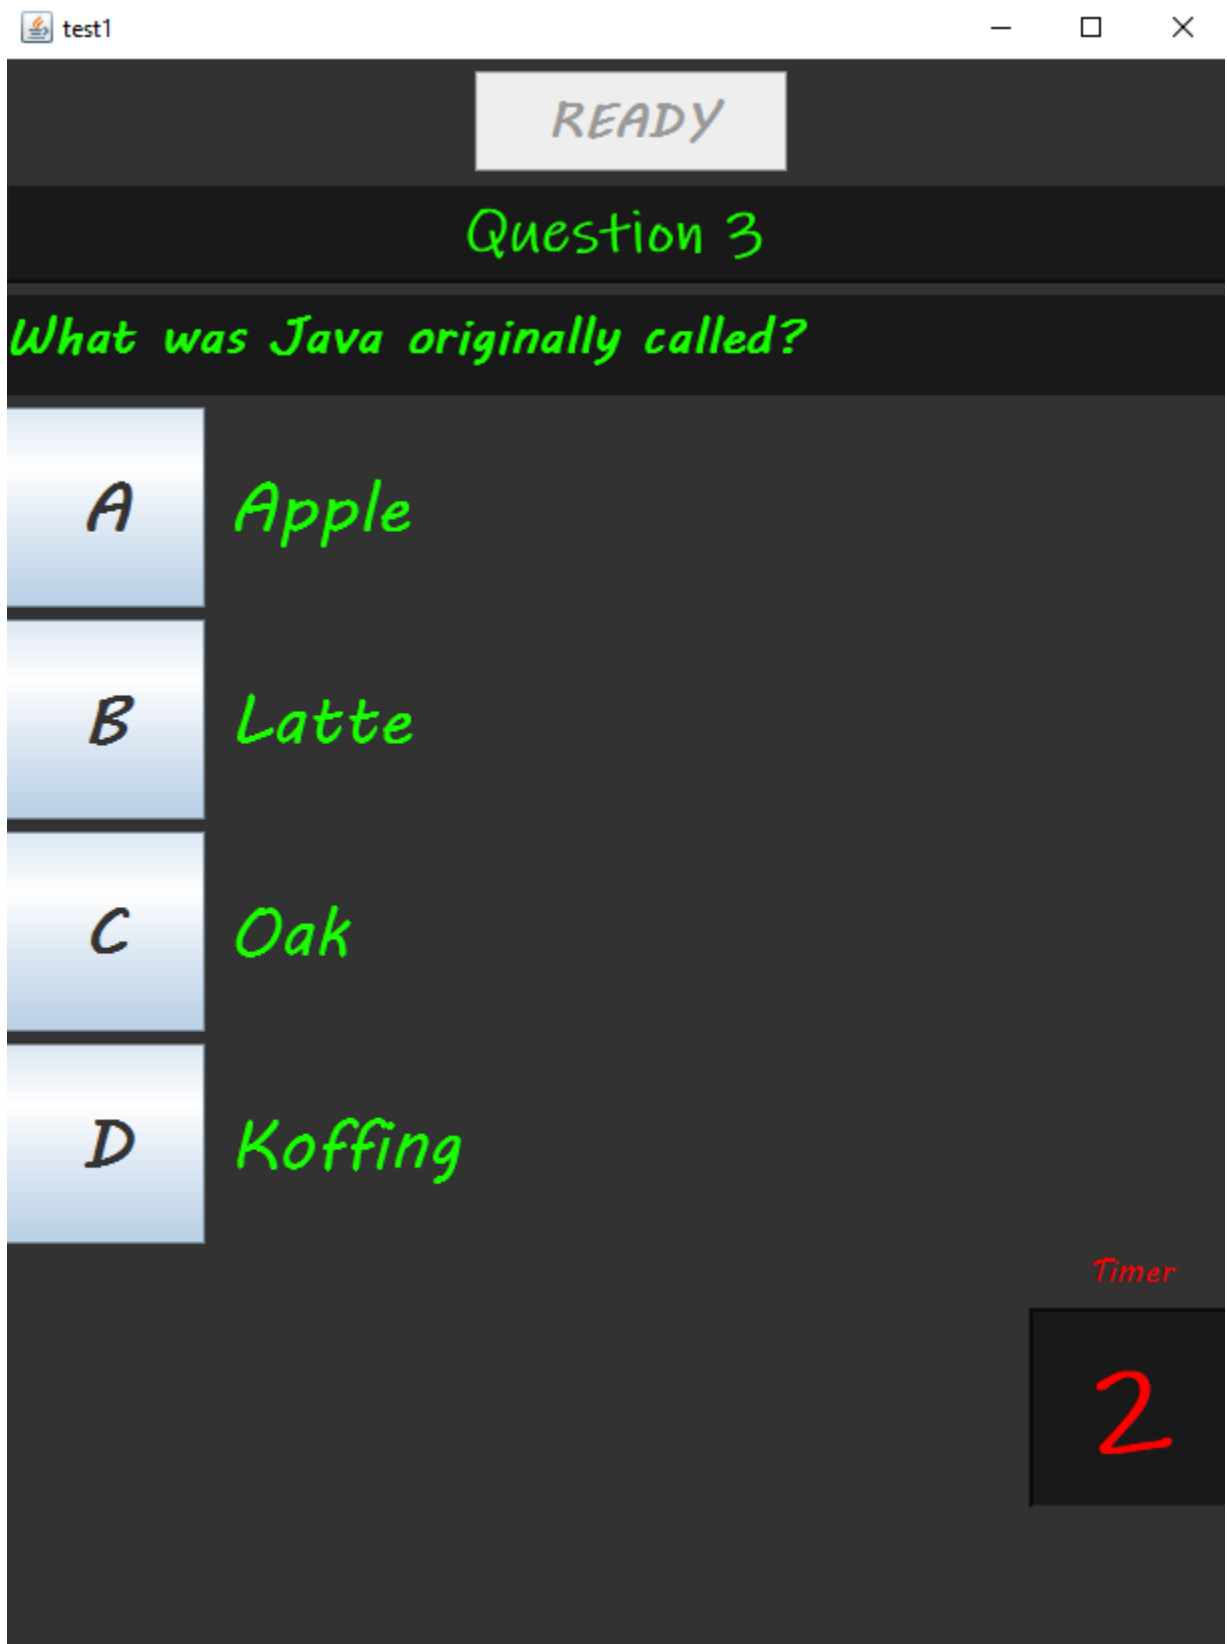 test1
READY
Question 3
What was Java originally called?
A Apple
B Latte
C Oak
D Koffing
Timer
2